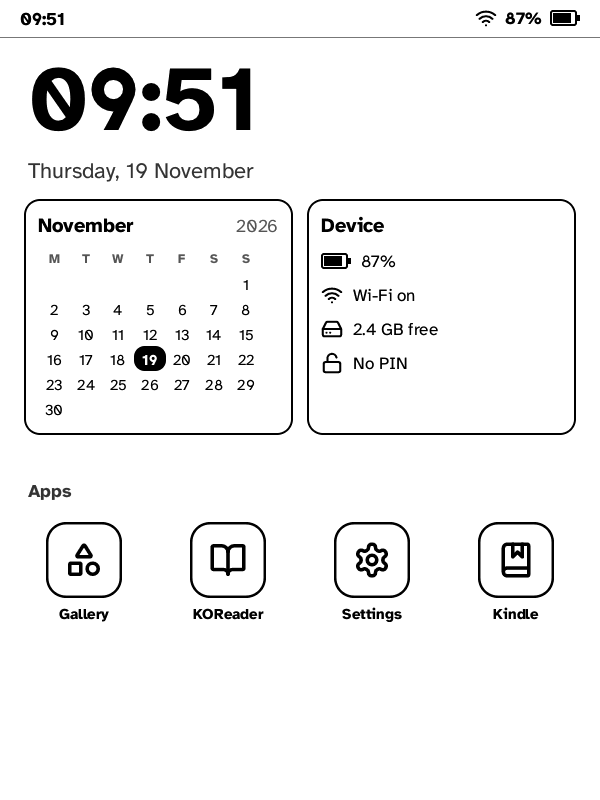 09:51
87%
09:51
Thursday, 19 November
November 2026
M T W T F S S
1
2 3 4 5 6 7 8
9 10 11 12 13 14 15
16 17 18 19 20 21 22
23 24 25 26 27 28 29
30
Device
87%
Wi-Fi on
2.4 GB free
No PIN
Apps
Gallery
KOReader
Settings
Kindle